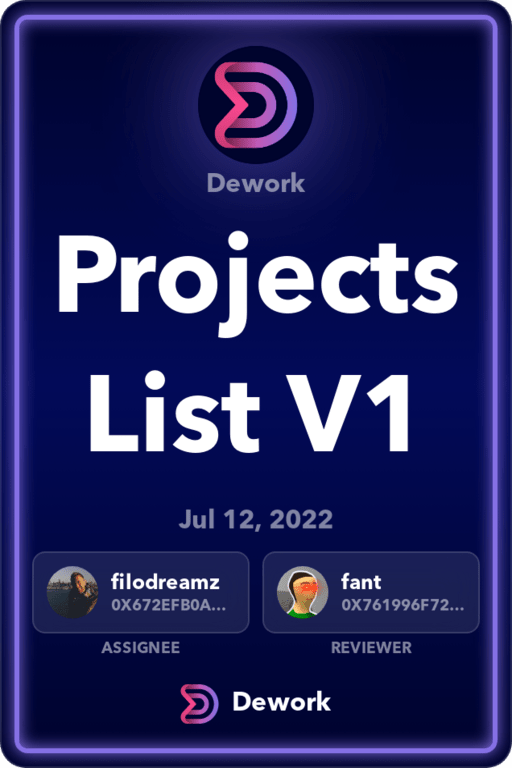 Dework
Projects
List V1
Jul 12, 2022
filodreamz
0X672EFB0A...
fant
0X761996F72...
ASSIGNEE
REVIEWER
Dework